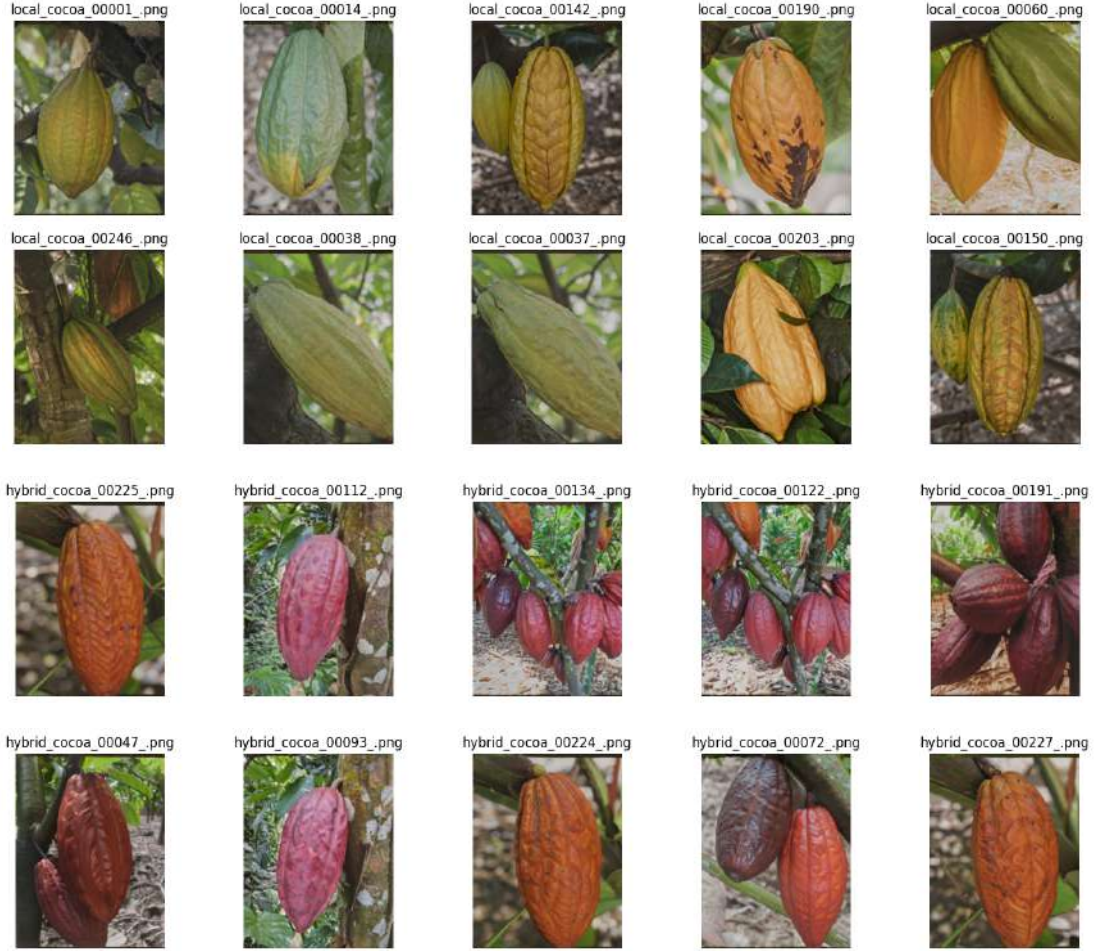 local_cocoa_00001_.png local_cocoa_00014_.png local_cocoa_00142_.png local_cocoa_00190_.png local_cocoa_00060_.png
local_cocoa_00246_.png local_cocoa_00038_.png local_cocoa_00037_.png local_cocoa_00203_.png local_cocoa_00150_.png
hybrid_cocoa_00225_.png hybrid_cocoa_00112_.png hybrid_cocoa_00134_.png hybrid_cocoa_00122_.png hybrid_cocoa_00191_.png
hybrid_cocoa_00047_.png hybrid_cocoa_00093_.png hybrid_cocoa_00224_.png hybrid_cocoa_00072_.png hybrid_cocoa_00227_.png